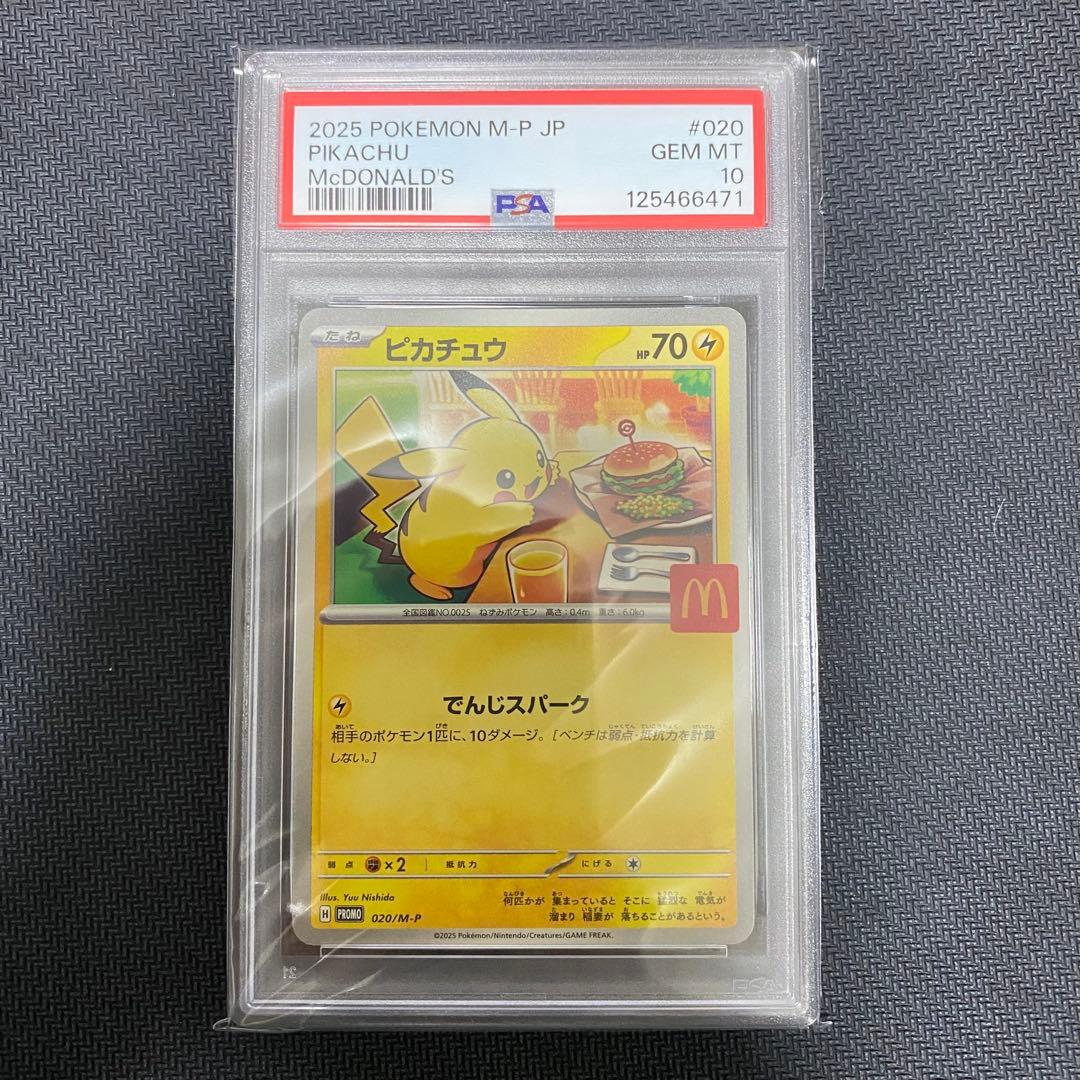 2025 POKEMON M-P JP #020
PIKACHU GEM MT
McDONALD'S 10
PSA 125466471
たね ピカチュウ HP70
全国図鑑NO.0025 ねずみポケモン 高さ:0.4m 重さ:6.0kg
でんじスパーク
相手のポケモン1匹に、10ダメージ。[ベンチは弱点・抵抗力を計算
しない。]
弱点 ×2 抵抗力 にげる
Illus. Yuu Nishida
何匹かが 集まっていると そこに 猛烈な 電気が
溜まり 稲妻が 落ちることがあるという。
H PROMO 020/M-P
©2025 Pokémon/Nintendo/Creatures/GAME FREAK.